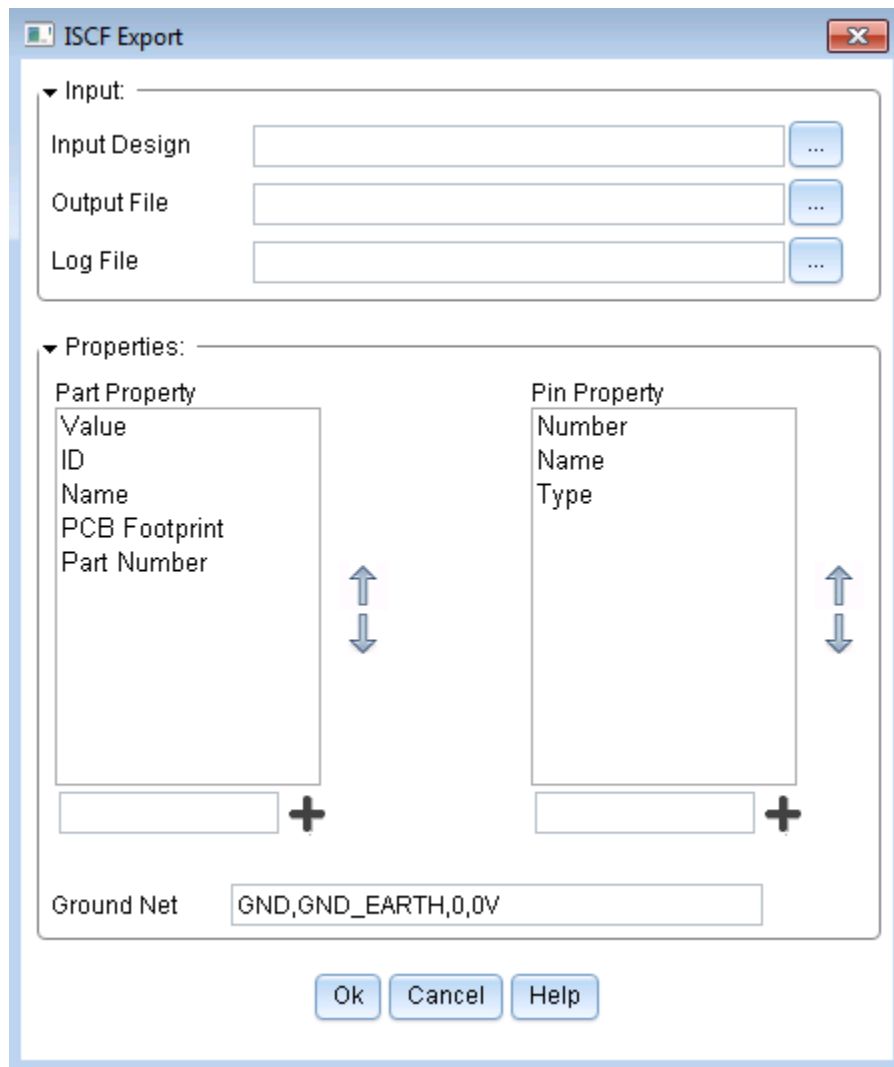 ISCF Export
Input:
Input Design ...
Output File ...
Log File ...
Properties:
Part Property Pin Property
Value Number
ID Name
Name Type
PCB Footprint
Part Number
Ground Net GND,GND_EARTH,0,0V
Ok Cancel Help